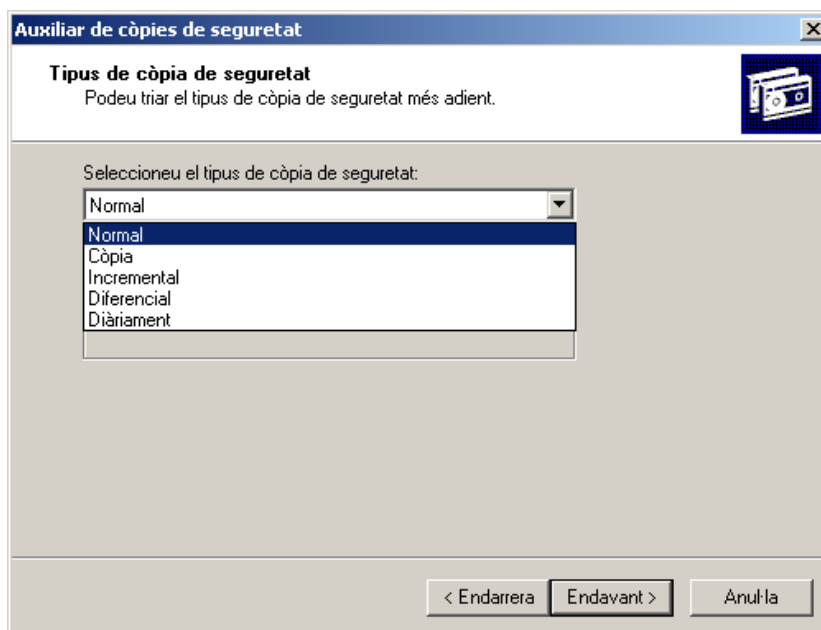 Auxiliar de còpies de seguretat
Tipus de còpia de seguretat
Podeu triar el tipus de còpia de seguretat més adient.
Seleccioneu el tipus de còpia de seguretat:
Normal
Normal
Còpia
Incremental
Diferencial
Diàriament
< Endarrera
Endavant >
Anul·la